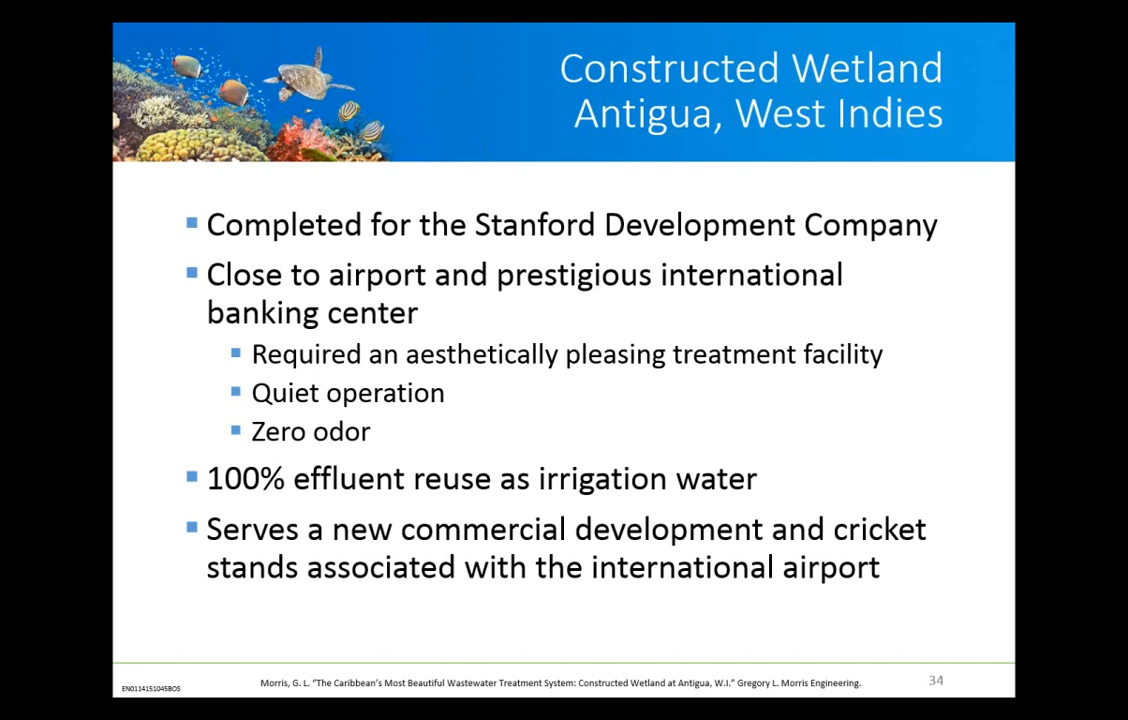 Constructed Wetland
Antigua, West Indies
Completed for the Stanford Development Company
Close to airport and prestigious international
banking center
Required an aesthetically pleasing treatment facility
Quiet operation
Zero odor
100% effluent reuse as irrigation water
Serves a new commercial development and cricket
stands associated with the international airport
EN0114151045BOS
Morris, G. L. "The Caribbean's Most Beautiful Wastewater Treatment System: Constructed Wetland at Antigua, W.I." Gregory L. Morris Engineering.
34